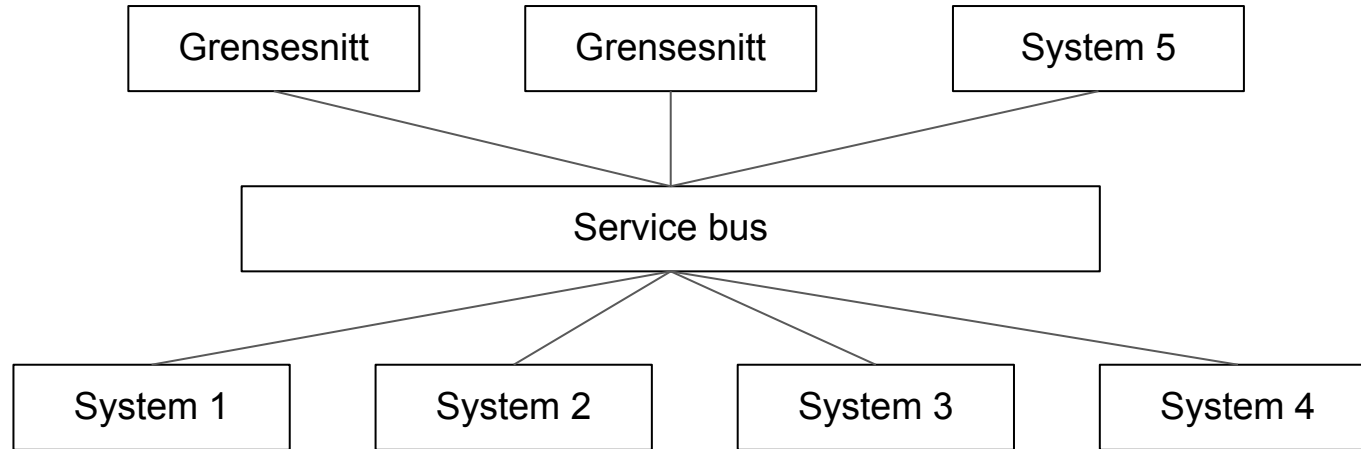 Grensesnitt
Grensesnitt
System 5
Service bus
System 1
System 2
System 3
System 4